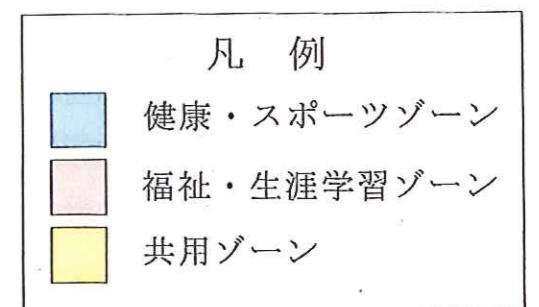 凡 例
健康・スポーツゾーン
福祉・生涯学習ゾーン
共用ゾーン